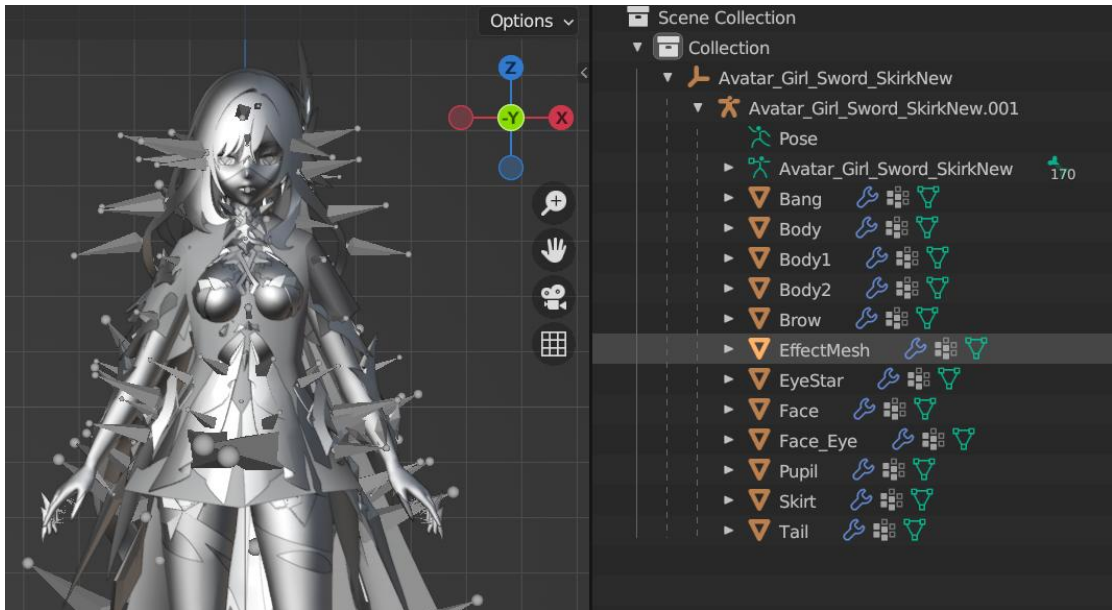 Options
Z
-Y
X
Scene Collection
Collection
Avatar_Girl_Sword_SkirkNew
Avatar_Girl_Sword_SkirkNew.001
Pose
Avatar_Girl_Sword_SkirkNew 170
Bang
Body
Body1
Body2
Brow
EffectMesh
EyeStar
Face
Face_Eye
Pupil
Skirt
Tail